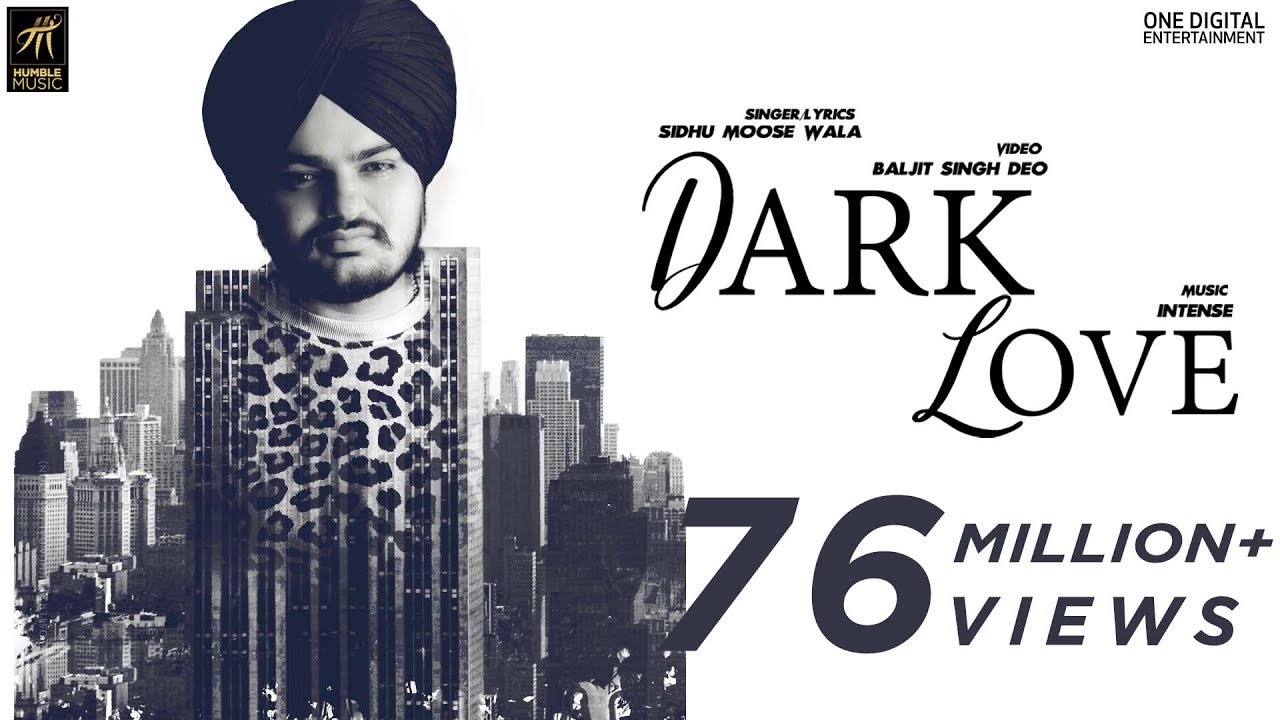 HUMBLE
MUSIC
ONE DIGITAL
ENTERTAINMENT
SINGER/LYRICS
SIDHU MOOSE WALA
VIDEO
BALJIT SINGH DEO
DARK
MUSIC
INTENSE
LOVE
76 MILLION+
VIEWS